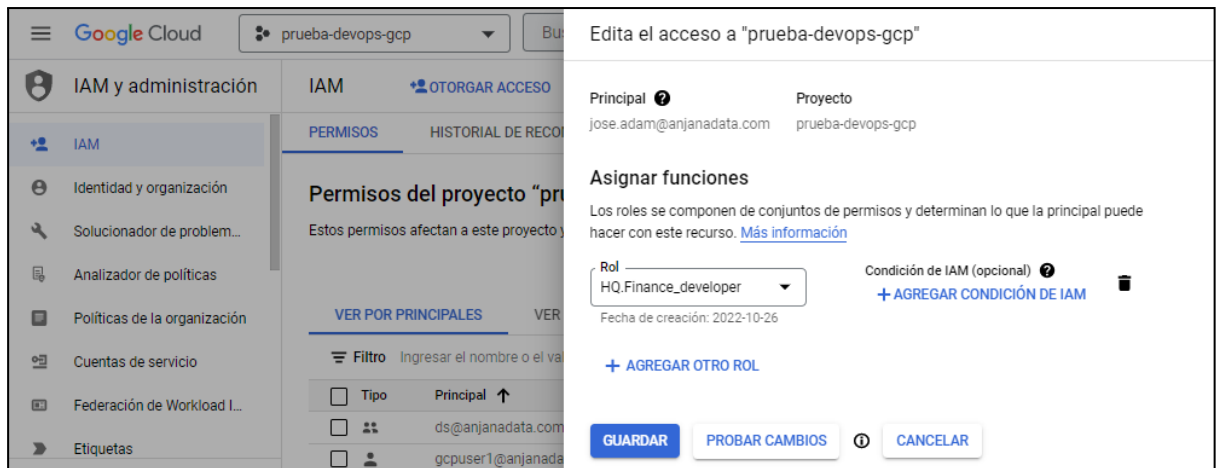 Google Cloud
prueba-devops-gcp
IAM y administración
IAM
OTORGAR ACCESO
PERMISOS
IAM
Identidad y organización
Solucionador de problem...
Analizador de políticas
Políticas de la organización
Cuentas de servicio
Federación de Workload I...
Etiquetas
HISTORIAL DE
Permisos del proyecto
Estos permisos afectan a este proyecto y
VER POR PRINCIPALES
VER
Filtro Ingresar el nombre o el
Tipo Principal
ds@anjanadata.com
Edita el acceso a "prueba-devops-gcp"
Principal Proyecto
jose.adam@anjanadata.com prueba-devops-gcp
Asignar funciones
Los roles se componen de conjuntos de permisos y determinan lo que la principal puede
hacer con este recurso. Más información
Rol
HQ.Finance_developer
Fecha de creación: 2022-10-26
Condición de IAM (opcional)
+ AGREGAR CONDICIÓN DE IAM
+ AGREGAR OTRO ROL
GUARDAR PROBAR CAMBIOS CANCELAR